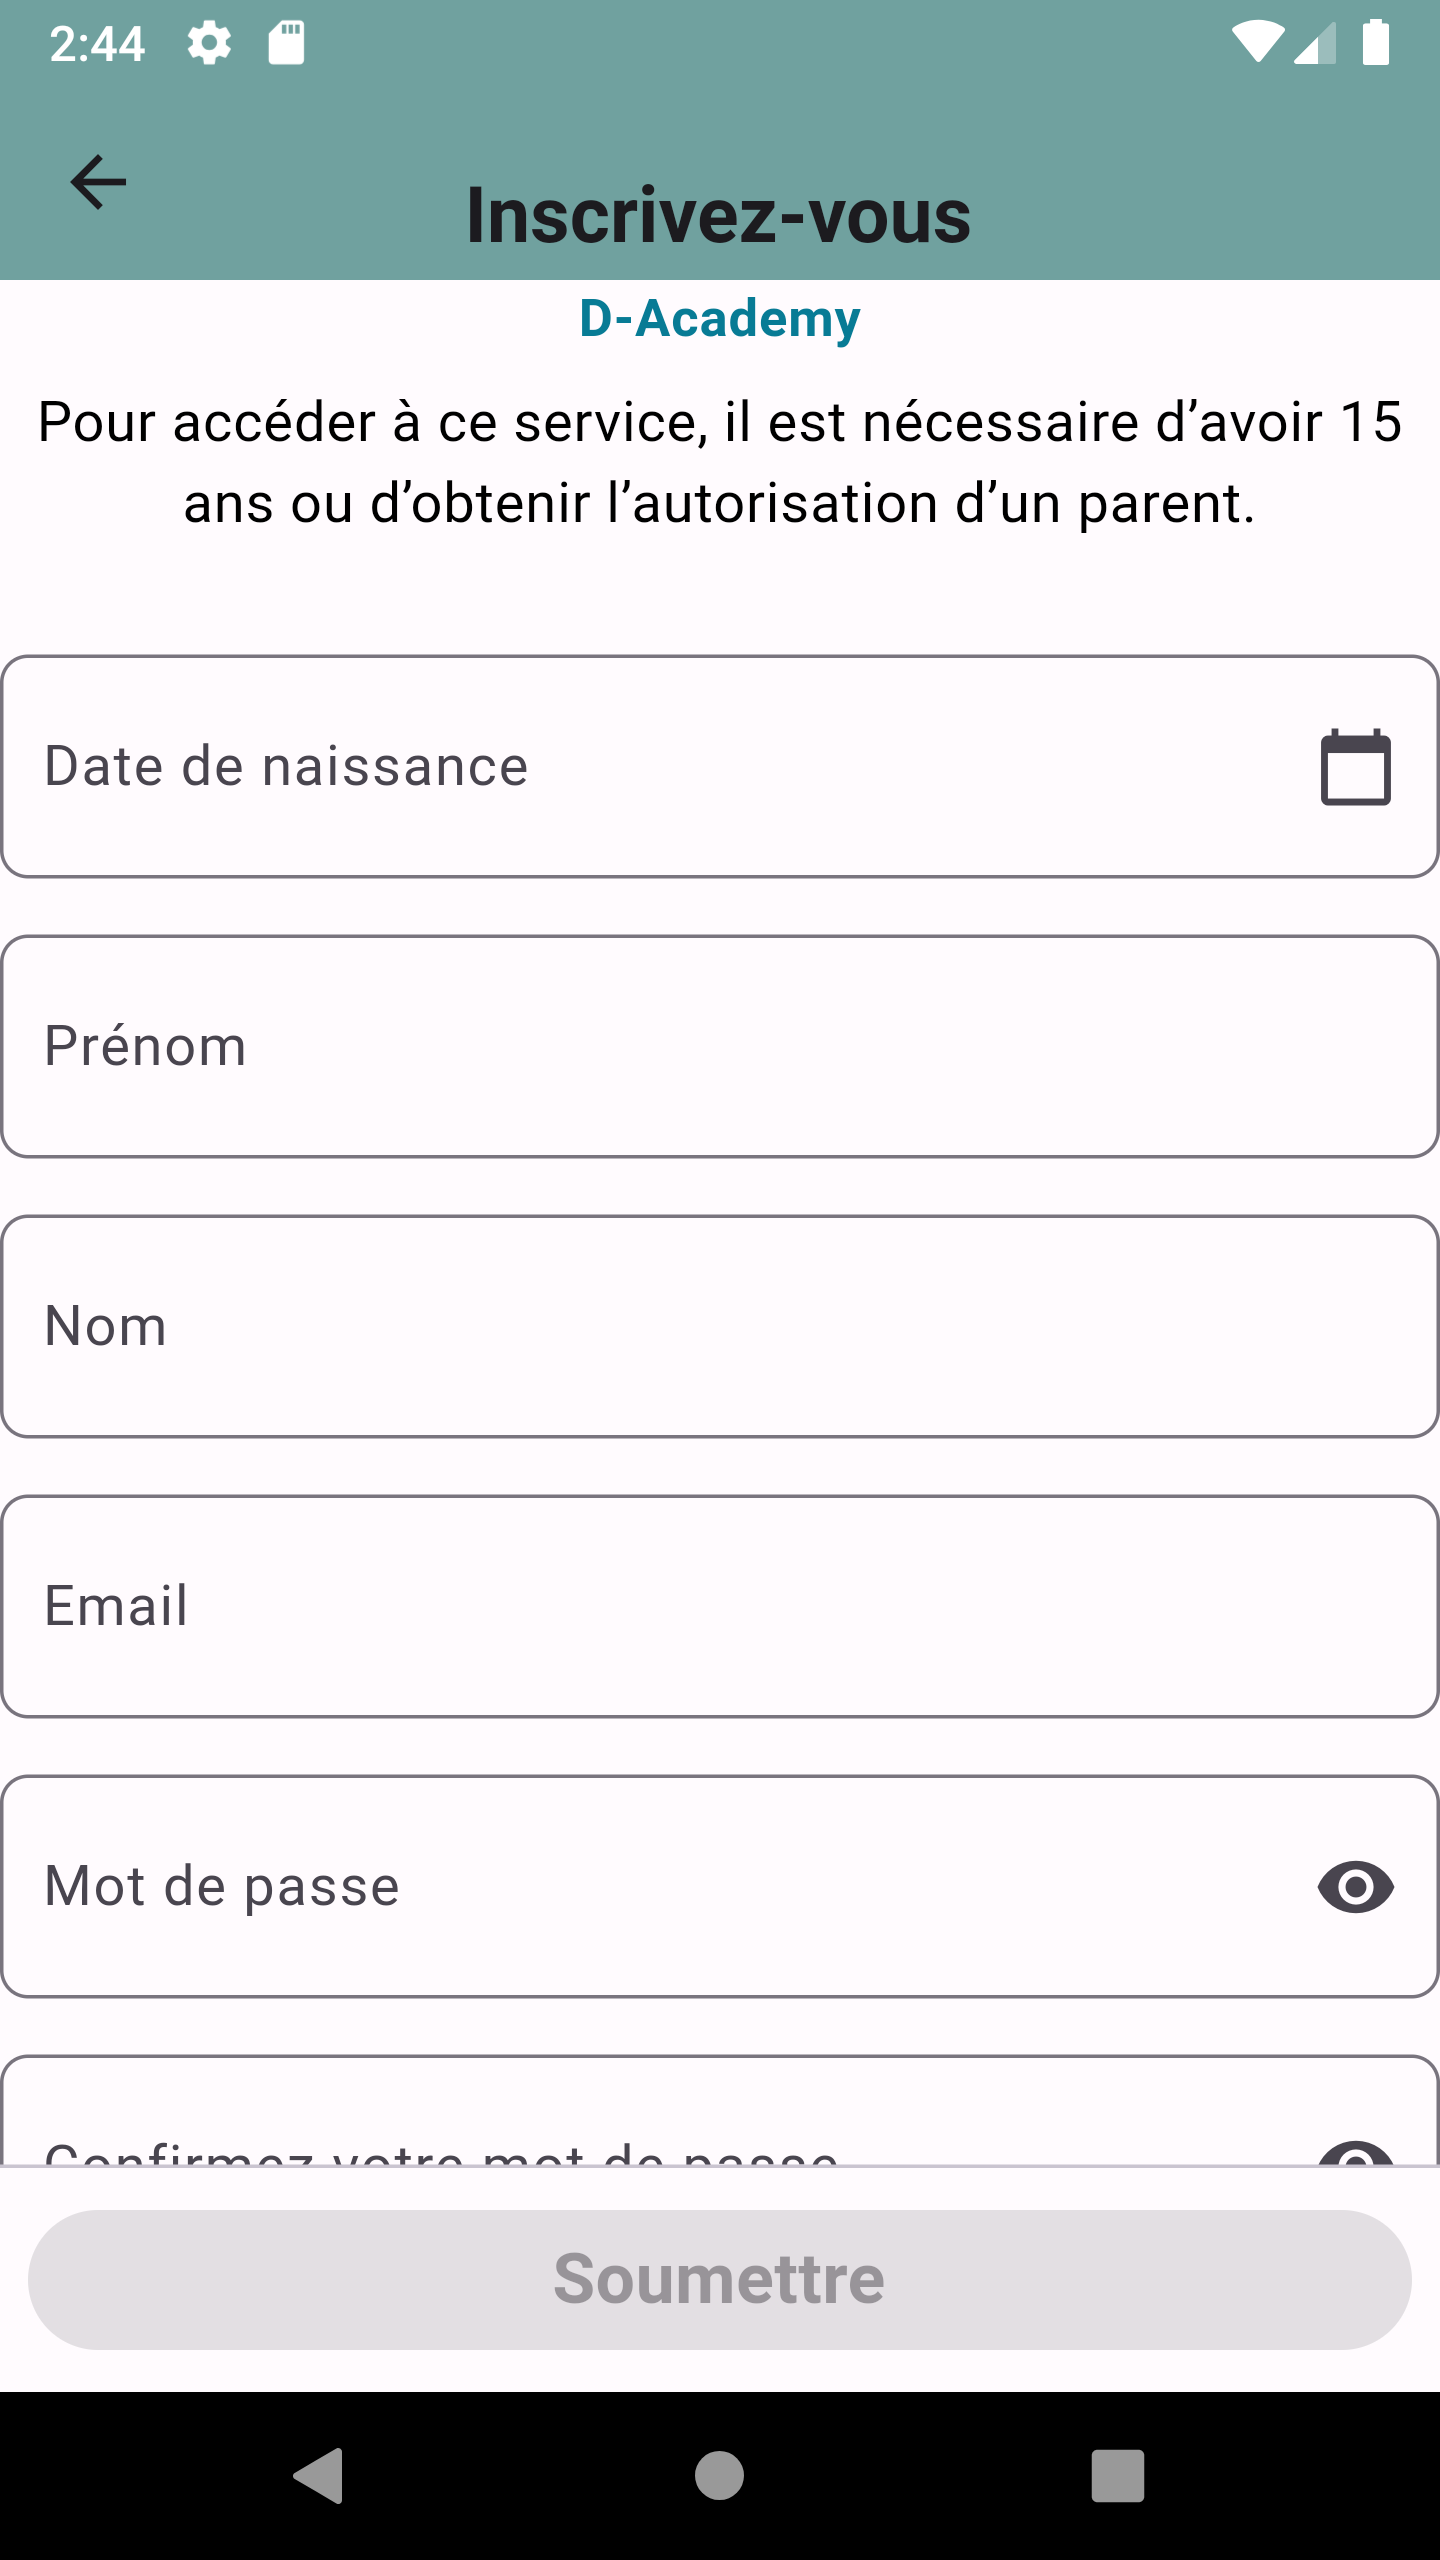 2:44
Inscrivez-vous
D-Academy
Pour accéder à ce service, il est nécessaire d’avoir 15
ans ou d’obtenir l’autorisation d’un parent.
Date de naissance
Prénom
Nom
Email
Mot de passe
Confirmez votre mot de passe
Soumettre